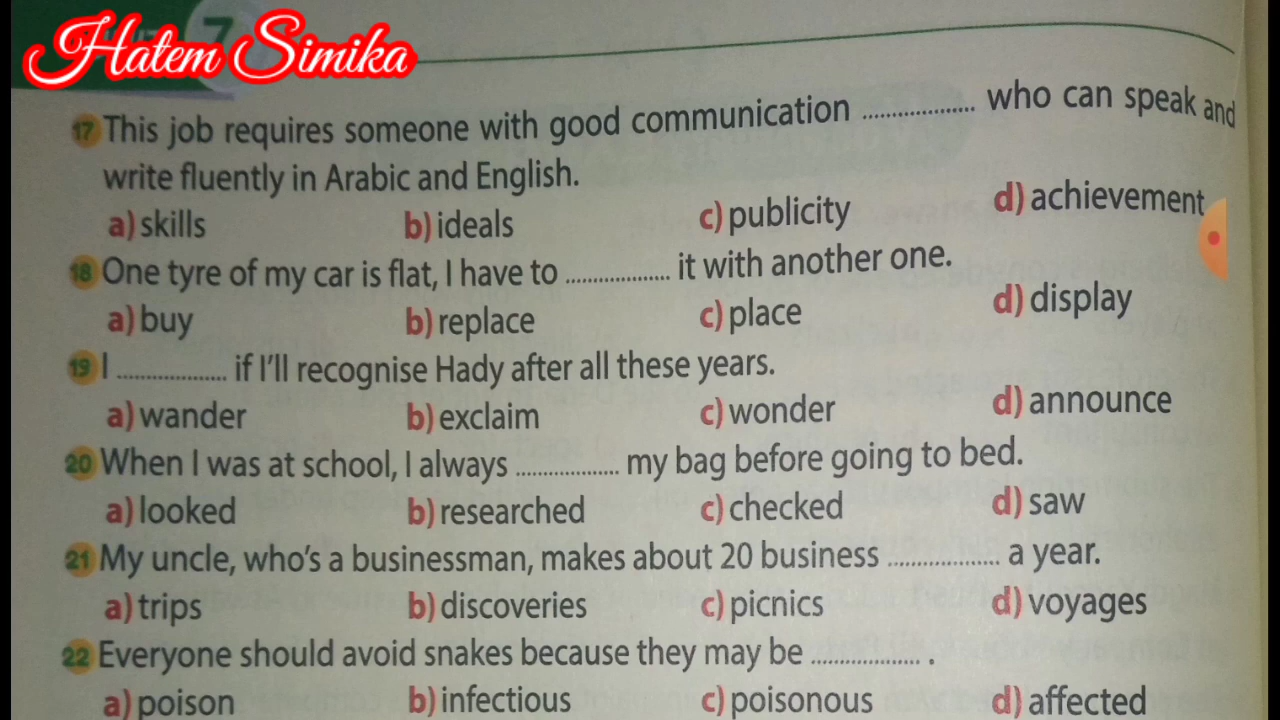 Hatem Simika
7
17 This job requires someone with good communication .................... who can speak and
write fluently in Arabic and English.
a) skills b) ideals c) publicity d) achievement
18 One tyre of my car is flat, I have to .................... it with another one.
a) buy b) replace c) place d) display
19 I .................... if I'll recognise Hady after all these years.
a) wander b) exclaim c) wonder d) announce
20 When I was at school, I always .................... my bag before going to bed.
a) looked b) researched c) checked d) saw
21 My uncle, who's a businessman, makes about 20 business .................... a year.
a) trips b) discoveries c) picnics d) voyages
22 Everyone should avoid snakes because they may be .................... .
a) poison b) infectious c) poisonous d) affected